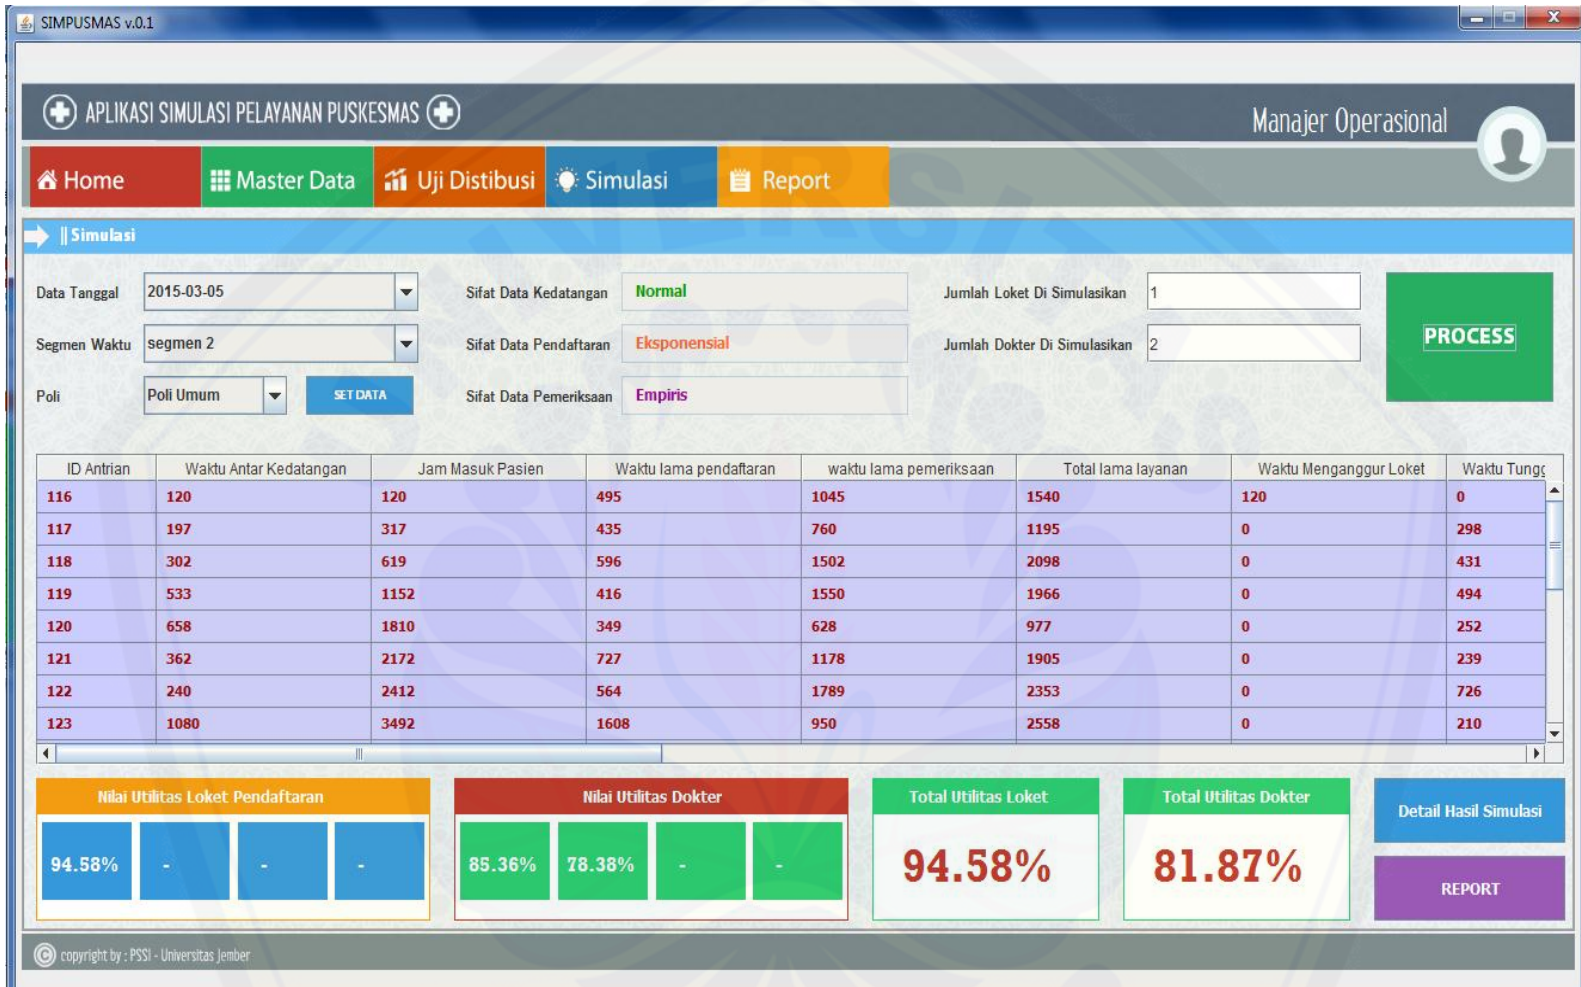 SIMPUSMAS v.0.1
APLIKASI SIMULASI PELAYANAN PUSKESMAS
Manajer Operasional
Home Master Data Uji Distibusi Simulasi Report
|| Simulasi
Data Tanggal 2015-03-05 Sifat Data Kedatangan Normal Jumlah Loket Di Simulasikan 1
Segmen Waktu segmen 2 Sifat Data Pendaftaran Eksponensial Jumlah Dokter Di Simulasikan 2
PROCESS
Poli Poli Umum SET DATA Sifat Data Pemeriksaan Empiris
ID Antrian Waktu Antar Kedatangan Jam Masuk Pasien Waktu lama pendaftaran waktu lama pemeriksaan Total lama layanan Waktu Menganggur Loket Waktu Tungg
116 120 120 495 1045 1540 120 0
117 197 317 435 760 1195 0 298
118 302 619 596 1502 2098 0 431
119 533 1152 416 1550 1966 0 494
120 658 1810 349 628 977 0 252
121 362 2172 727 1178 1905 0 239
122 240 2412 564 1789 2353 0 726
123 1080 3492 1608 950 2558 0 210
Nilai Utilitas Loket Pendaftaran Nilai Utilitas Dokter Total Utilitas Loket Total Utilitas Dokter
Detail Hasil Simulasi
94.58% - - - 85.36% 78.38% - - 94.58% 81.87%
REPORT
© copyright by : PSSI - Universitas Jember